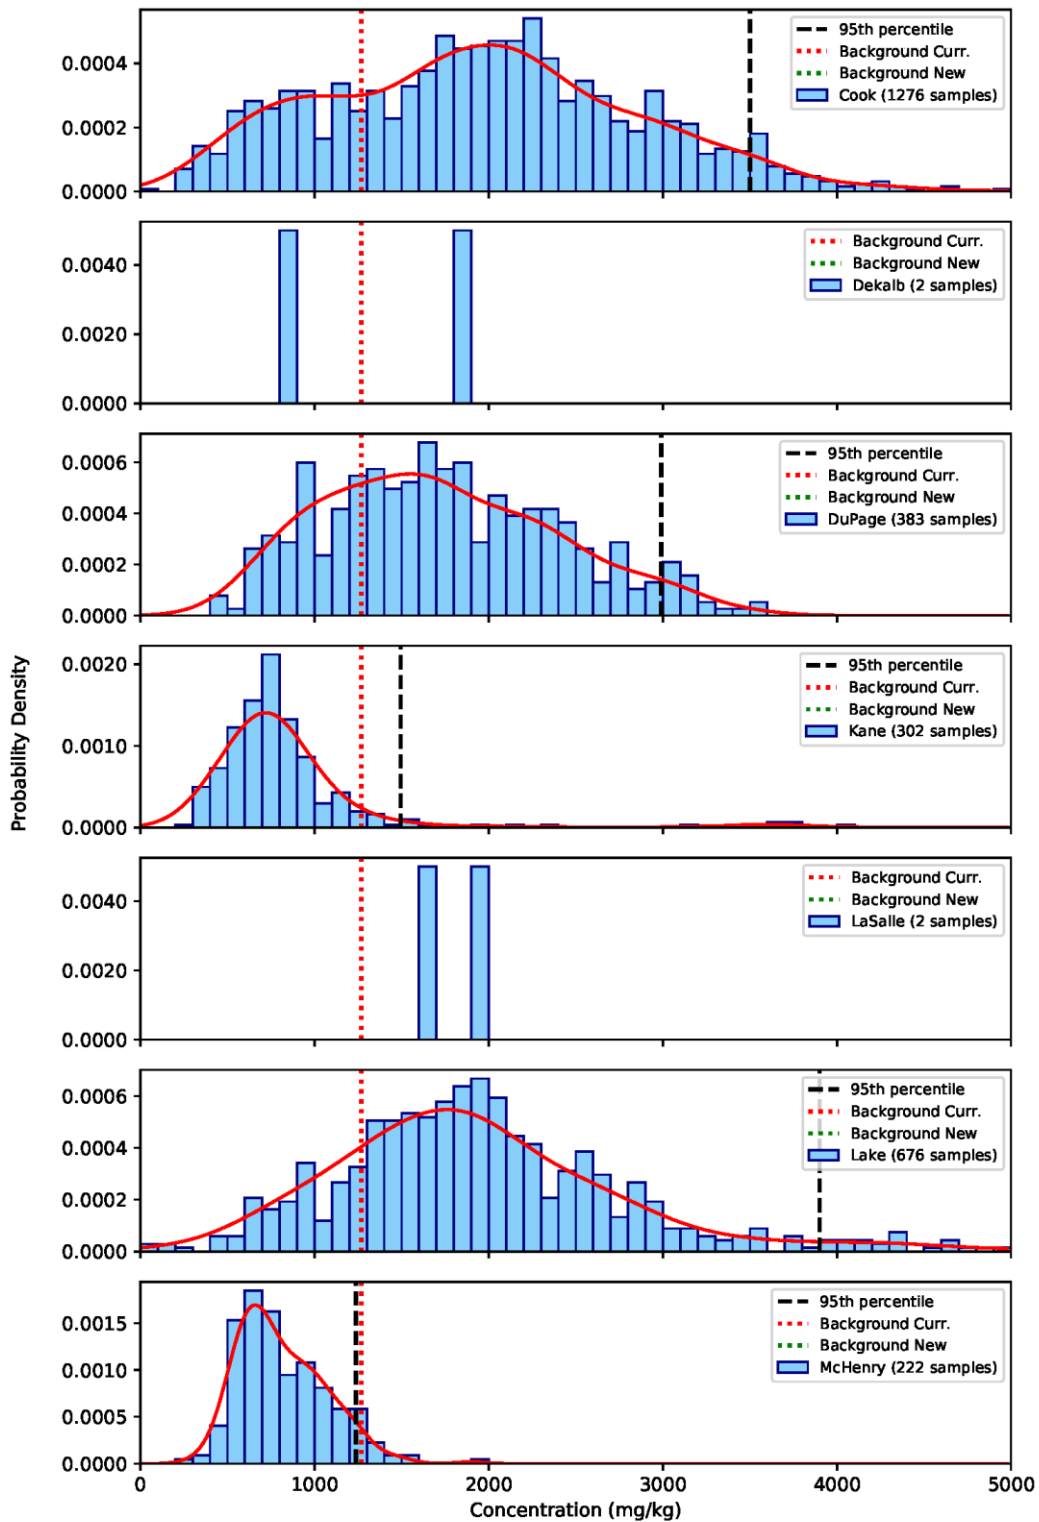 95th percentile
Background Curr.
Background New
Cook (1276 samples)
0.0004
0.0002
0.0000
Background Curr.
Background New
Dekalb (2 samples)
0.0040
0.0020
0.0000
95th percentile
Background Curr.
Background New
DuPage (383 samples)
0.0006
0.0004
0.0002
0.0000
95th percentile
Background Curr.
Background New
Kane (302 samples)
0.0020
0.0010
0.0000
Probability Density
Background Curr.
Background New
LaSalle (2 samples)
0.0040
0.0020
0.0000
95th percentile
Background Curr.
Background New
Lake (676 samples)
0.0006
0.0004
0.0002
0.0000
95th percentile
Background Curr.
Background New
McHenry (222 samples)
0.0015
0.0010
0.0005
0.0000
0 1000 2000 3000 4000 5000
Concentration (mg/kg)